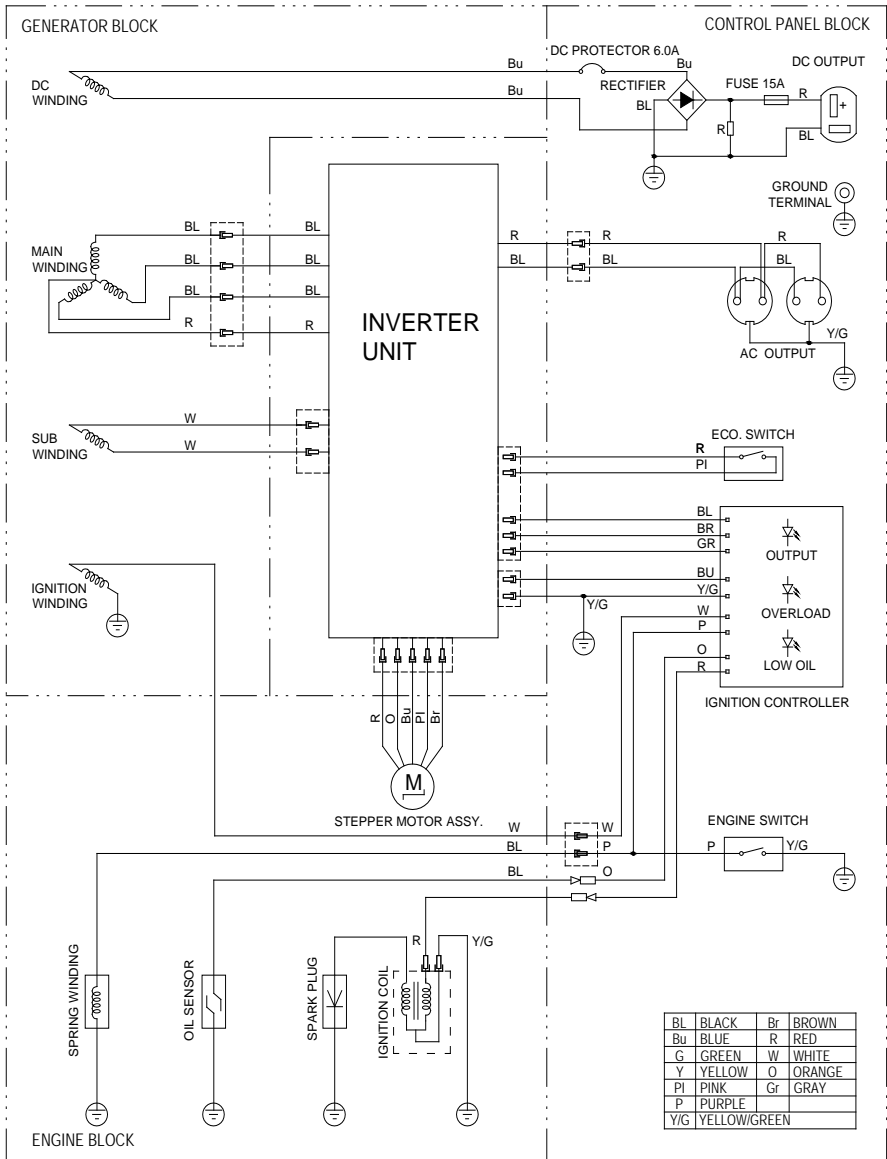 GENERATOR BLOCK
CONTROL PANEL BLOCK
DC PROTECTOR 6.0A
DC OUTPUT
Bu
Bu
RECTIFIER
FUSE 15A
DC
WINDING
Bu
BL
R
+
R
BL
GROUND
TERMINAL
BL
BL
R
R
R
MAIN
WINDING
BL
BL
BL
BL
BL
BL
BL
R
R
INVERTER
UNIT
Y/G
AC OUTPUT
W
SUB
WINDING
W
ECO. SWITCH
R
PI
BL
BR
GR
OUTPUT
BU
Y/G
IGNITION
WINDING
Y/G
W
OVERLOAD
P
O
LOW OIL
R
IGNITION CONTROLLER
R
O
Bu
PI
Br
M
STEPPER MOTOR ASSY.
W
W
ENGINE SWITCH
BL
P
P
Y/G
BL
O
R
Y/G
SPRING WINDING
OIL SENSOR
SPARK PLUG
IGNITION COIL
BL BLACK Br BROWN
Bu BLUE R RED
G GREEN W WHITE
Y YELLOW O ORANGE
PI PINK Gr GRAY
P PURPLE
Y/G YELLOW/GREEN
ENGINE BLOCK